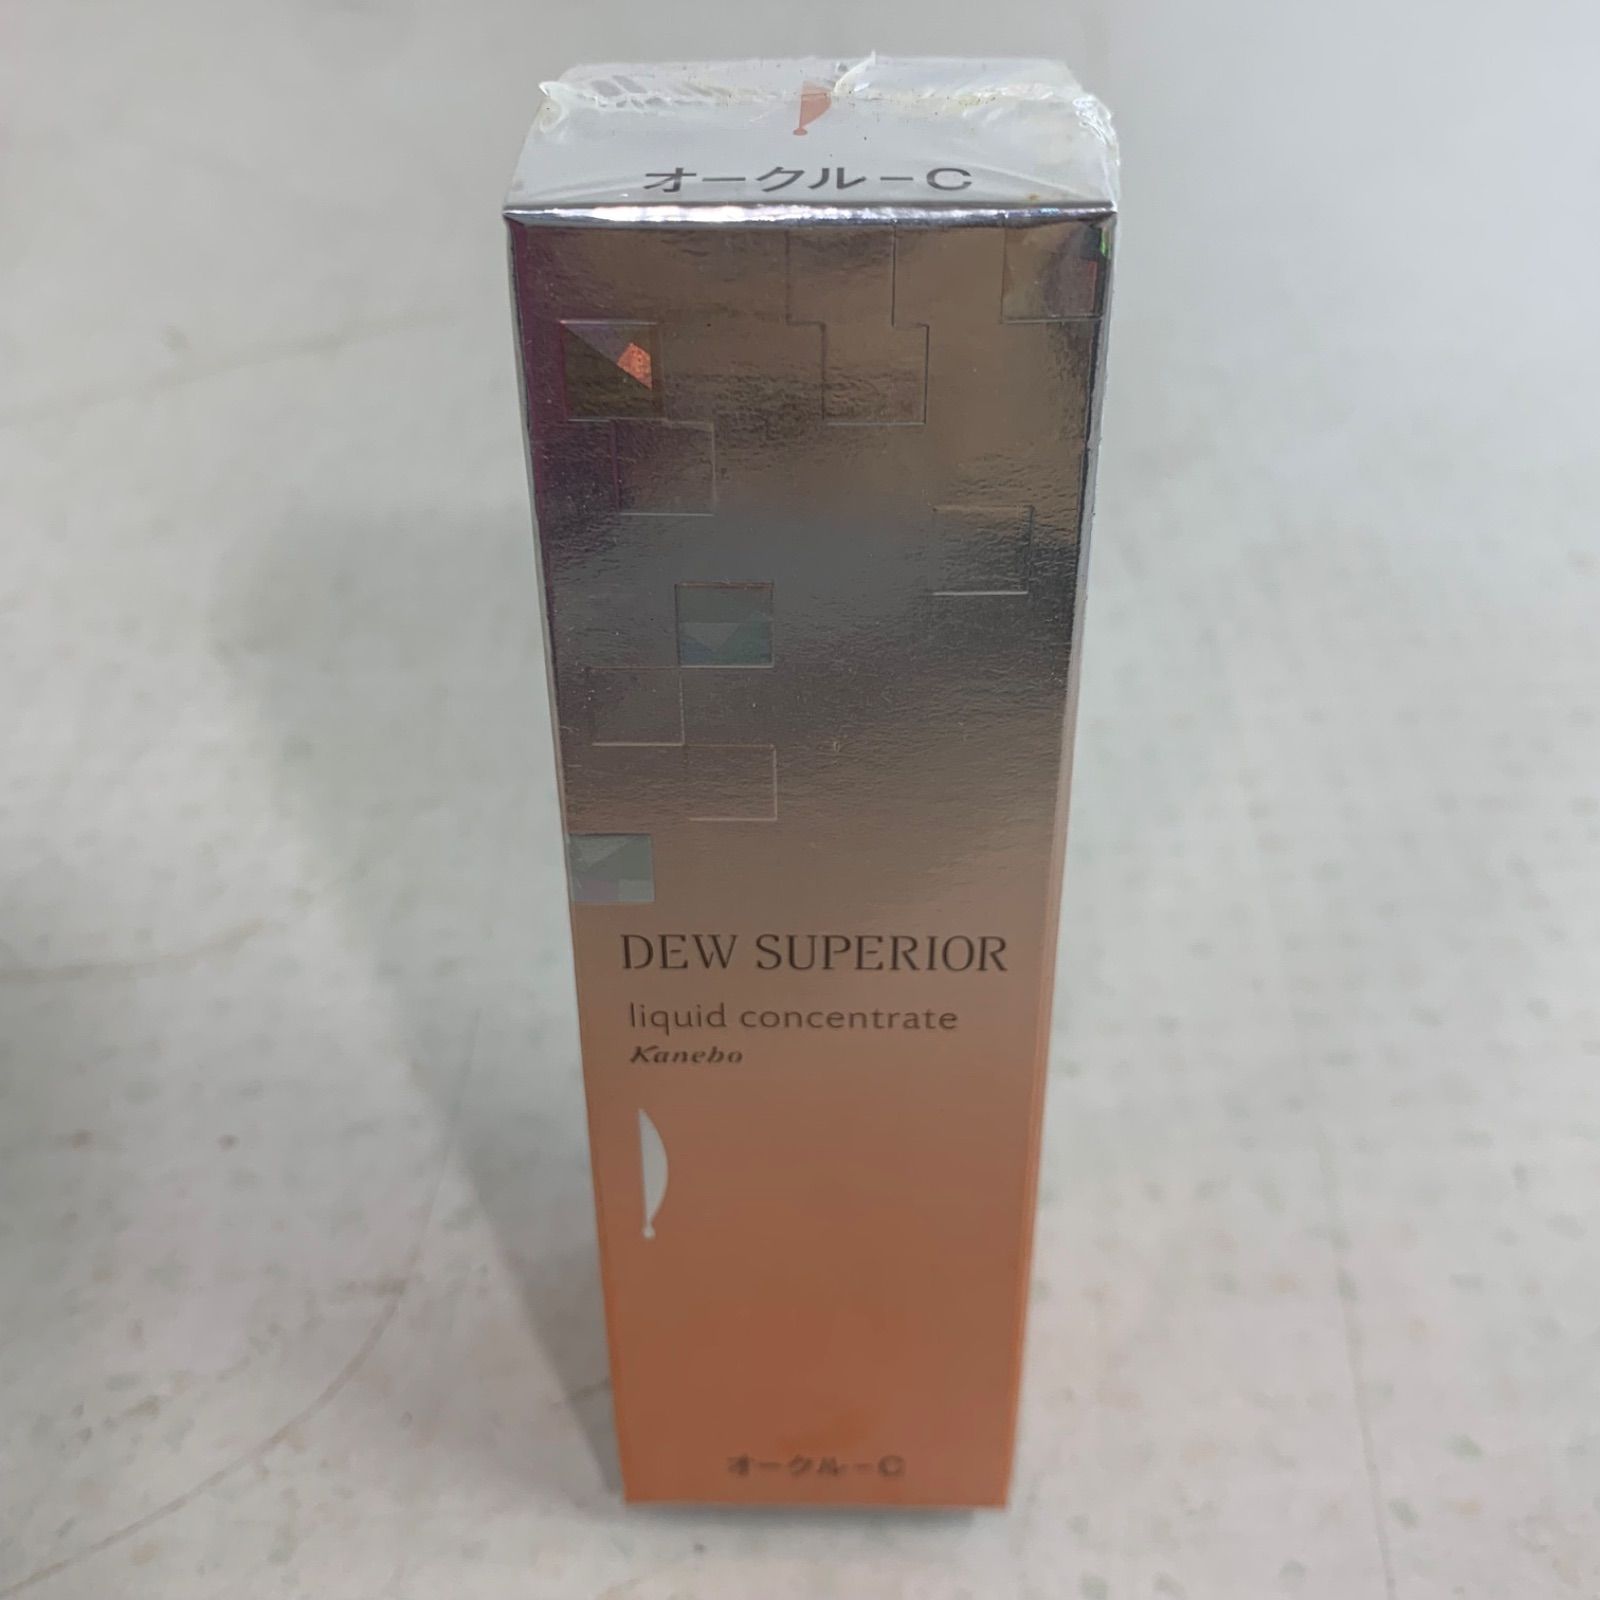 オークル-C
DEW SUPERIOR
liquid concentrate
Kanebo
オークル-C